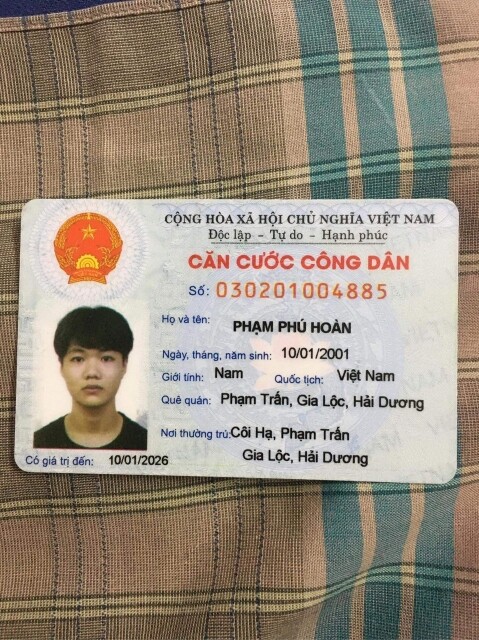 CỘNG HÒA XÃ HỘI CHỦ NGHĨA VIỆT NAM
Độc lập - Tự do - Hạnh phúc
CĂN CƯỚC CÔNG DÂN
Số: 030201004885
Họ và tên: PHẠM PHÚ HOÀN
Ngày, tháng, năm sinh: 10/01/2001
Giới tính: Nam Quốc tịch: Việt Nam
Quê quán: Phạm Trấn, Gia Lộc, Hải Dương
Nơi thường trú: Côi Hạ, Phạm Trấn
Gia Lộc, Hải Dương
Có giá trị đến: 10/01/2026